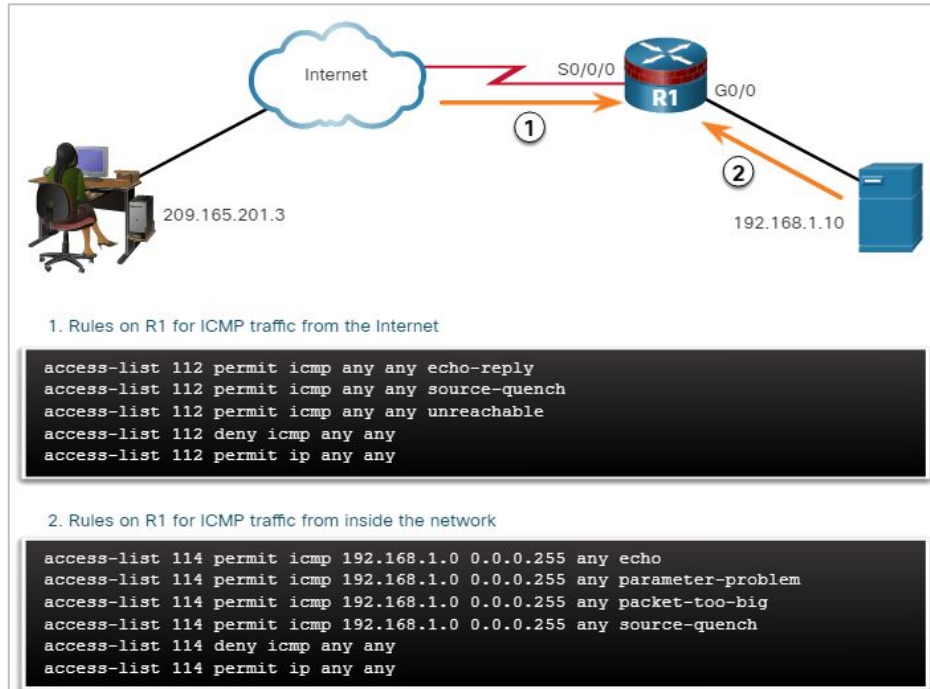 Internet
S0/0/0
R1
G0/0
1
2
209.165.201.3
192.168.1.10
1. Rules on R1 for ICMP traffic from the Internet
access-list 112 permit icmp any any echo-reply
access-list 112 permit icmp any any source-quench
access-list 112 permit icmp any any unreachable
access-list 112 deny icmp any any
access-list 112 permit ip any any
2. Rules on R1 for ICMP traffic from inside the network
access-list 114 permit icmp 192.168.1.0 0.0.0.255 any echo
access-list 114 permit icmp 192.168.1.0 0.0.0.255 any parameter-problem
access-list 114 permit icmp 192.168.1.0 0.0.0.255 any packet-too-big
access-list 114 permit icmp 192.168.1.0 0.0.0.255 any source-quench
access-list 114 deny icmp any any
access-list 114 permit ip any any